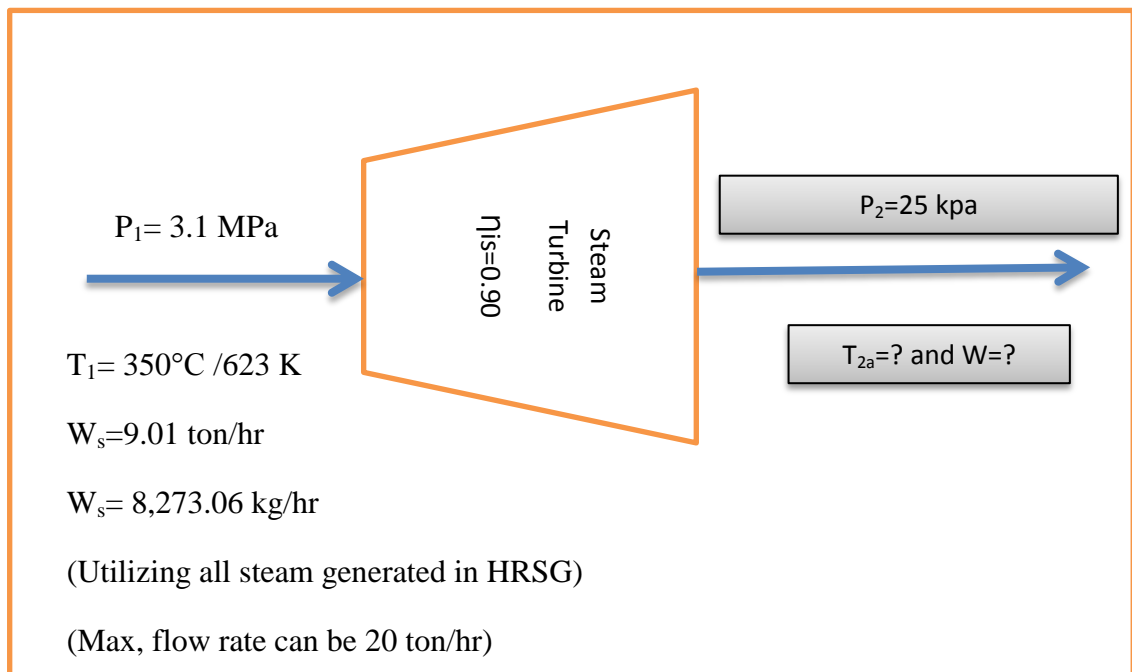 P₁= 3.1 MPa
T₁= 350°C /623 K
Wₛ=9.01 ton/hr
Wₛ= 8,273.06 kg/hr
(Utilizing all steam generated in HRSG)
(Max, flow rate can be 20 ton/hr)
Steam
Turbine
ηis=0.90
P₂=25 kpa
T₂ₐ=? and W=?